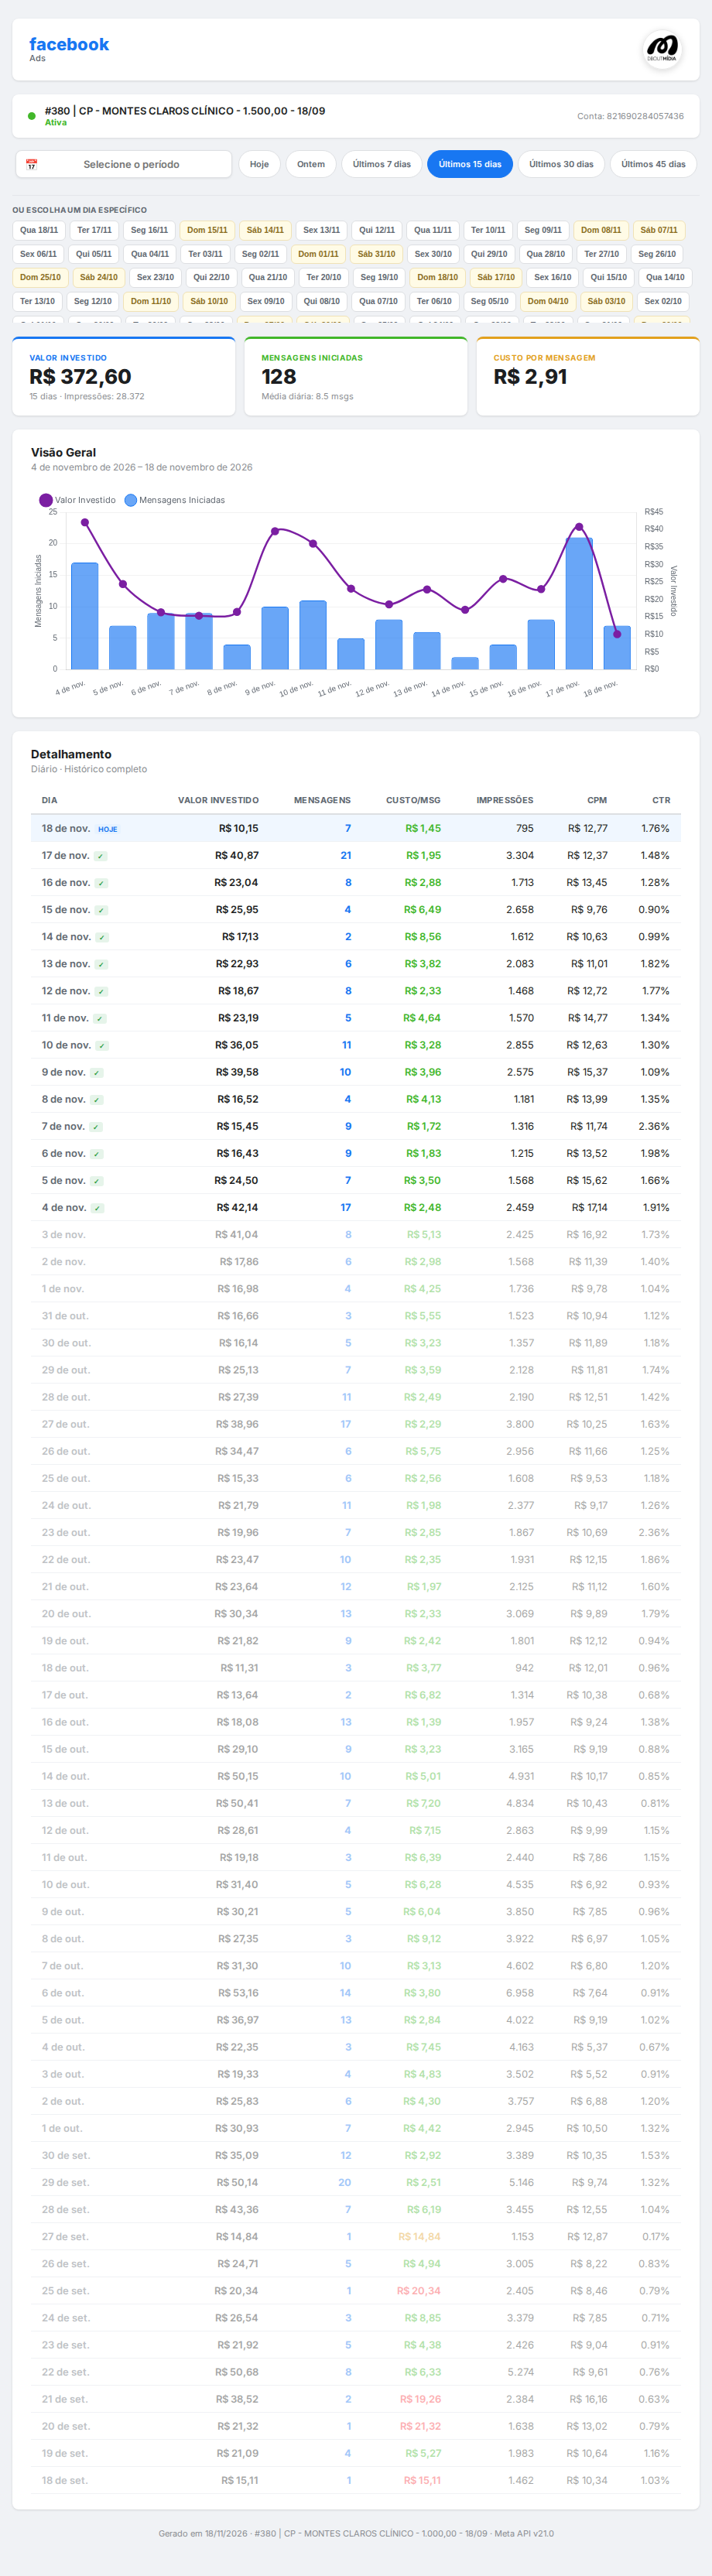 facebook
Ads
DBOUTMÍDIA
#380 | CP - MONTES CLAROS CLÍNICO - 1.500,00 - 18/09
Ativa
Conta: 821690284057436
Selecione o período
Hoje
Ontem
Últimos 7 dias
Últimos 15 dias
Últimos 30 dias
Últimos 45 dias
OU ESCOLHA UM DIA ESPECÍFICO
Qua 18/11 Ter 17/11 Seg 16/11 Dom 15/11 Sáb 14/11 Sex 13/11 Qui 12/11 Qua 11/11 Ter 10/11 Seg 09/11 Dom 08/11 Sáb 07/11
Sex 06/11 Qui 05/11 Qua 04/11 Ter 03/11 Seg 02/11 Dom 01/11 Sáb 31/10 Sex 30/10 Qui 29/10 Qua 28/10 Ter 27/10 Seg 26/10
Dom 25/10 Sáb 24/10 Sex 23/10 Qui 22/10 Qua 21/10 Ter 20/10 Seg 19/10 Dom 18/10 Sáb 17/10 Sex 16/10 Qui 15/10 Qua 14/10
Ter 13/10 Seg 12/10 Dom 11/10 Sáb 10/10 Sex 09/10 Qui 08/10 Qua 07/10 Ter 06/10 Seg 05/10 Dom 04/10 Sáb 03/10 Sex 02/10
VALOR INVESTIDO
R$ 372,60
15 dias · Impressões: 28.372
MENSAGENS INICIADAS
128
Média diária: 8.5 msgs
CUSTO POR MENSAGEM
R$ 2,91
Visão Geral
4 de novembro de 2026 – 18 de novembro de 2026
Valor Investido Mensagens Iniciadas
Mensagens Iniciadas
25
20
15
10
5
0
R$45
R$40
R$35
R$30
R$25
R$20
R$15
R$10
R$5
R$0
Valor Investido
4 de nov. 5 de nov. 6 de nov. 7 de nov. 8 de nov. 9 de nov. 10 de nov. 11 de nov. 12 de nov. 13 de nov. 14 de nov. 15 de nov. 16 de nov. 17 de nov. 18 de nov.
Detalhamento
Diário · Histórico completo
DIA VALOR INVESTIDO MENSAGENS CUSTO/MSG IMPRESSÕES CPM CTR
18 de nov. HOJE R$ 10,15 7 R$ 1,45 795 R$ 12,77 1.76%
17 de nov. ✓ R$ 40,87 21 R$ 1,95 3.304 R$ 12,37 1.48%
16 de nov. ✓ R$ 23,04 8 R$ 2,88 1.713 R$ 13,45 1.28%
15 de nov. ✓ R$ 25,95 4 R$ 6,49 2.658 R$ 9,76 0.90%
14 de nov. ✓ R$ 17,13 2 R$ 8,56 1.612 R$ 10,63 0.99%
13 de nov. ✓ R$ 22,93 6 R$ 3,82 2.083 R$ 11,01 1.82%
12 de nov. ✓ R$ 18,67 8 R$ 2,33 1.468 R$ 12,72 1.77%
11 de nov. ✓ R$ 23,19 5 R$ 4,64 1.570 R$ 14,77 1.34%
10 de nov. ✓ R$ 36,05 11 R$ 3,28 2.855 R$ 12,63 1.30%
9 de nov. ✓ R$ 39,58 10 R$ 3,96 2.575 R$ 15,37 1.09%
8 de nov. ✓ R$ 16,52 4 R$ 4,13 1.181 R$ 13,99 1.35%
7 de nov. ✓ R$ 15,45 9 R$ 1,72 1.316 R$ 11,74 2.36%
6 de nov. ✓ R$ 16,43 9 R$ 1,83 1.215 R$ 13,52 1.98%
5 de nov. ✓ R$ 24,50 7 R$ 3,50 1.568 R$ 15,62 1.66%
4 de nov. ✓ R$ 42,14 17 R$ 2,48 2.459 R$ 17,14 1.91%
3 de nov. R$ 41,04 8 R$ 5,13 2.425 R$ 16,92 1.73%
2 de nov. R$ 17,86 6 R$ 2,98 1.568 R$ 11,39 1.40%
1 de nov. R$ 16,98 4 R$ 4,25 1.736 R$ 9,78 1.04%
31 de out. R$ 16,66 3 R$ 5,55 1.523 R$ 10,94 1.12%
30 de out. R$ 16,14 5 R$ 3,23 1.357 R$ 11,89 1.18%
29 de out. R$ 25,13 7 R$ 3,59 2.128 R$ 11,81 1.74%
28 de out. R$ 27,39 11 R$ 2,49 2.190 R$ 12,51 1.42%
27 de out. R$ 38,96 17 R$ 2,29 3.800 R$ 10,25 1.63%
26 de out. R$ 34,47 6 R$ 5,75 2.956 R$ 11,66 1.25%
25 de out. R$ 15,33 6 R$ 2,56 1.608 R$ 9,53 1.18%
24 de out. R$ 21,79 11 R$ 1,98 2.377 R$ 9,17 1.26%
23 de out. R$ 19,96 7 R$ 2,85 1.867 R$ 10,69 2.36%
22 de out. R$ 23,47 10 R$ 2,35 1.931 R$ 12,15 1.86%
21 de out. R$ 23,64 12 R$ 1,97 2.125 R$ 11,12 1.60%
20 de out. R$ 30,34 13 R$ 2,33 3.069 R$ 9,89 1.79%
19 de out. R$ 21,82 9 R$ 2,42 1.801 R$ 12,12 0.94%
18 de out. R$ 11,31 3 R$ 3,77 942 R$ 12,01 0.96%
17 de out. R$ 13,64 2 R$ 6,82 1.314 R$ 10,38 0.68%
16 de out. R$ 18,08 13 R$ 1,39 1.957 R$ 9,24 1.38%
15 de out. R$ 29,10 9 R$ 3,23 3.165 R$ 9,19 0.88%
14 de out. R$ 50,15 10 R$ 5,01 4.931 R$ 10,17 0.85%
13 de out. R$ 50,41 7 R$ 7,20 4.834 R$ 10,43 0.81%
12 de out. R$ 28,61 4 R$ 7,15 2.863 R$ 9,99 1.15%
11 de out. R$ 19,18 3 R$ 6,39 2.440 R$ 7,86 1.15%
10 de out. R$ 31,40 5 R$ 6,28 4.535 R$ 6,92 0.93%
9 de out. R$ 30,21 5 R$ 6,04 3.850 R$ 7,85 0.96%
8 de out. R$ 27,35 3 R$ 9,12 3.922 R$ 6,97 1.05%
7 de out. R$ 31,30 10 R$ 3,13 4.602 R$ 6,80 1.20%
6 de out. R$ 53,16 14 R$ 3,80 6.958 R$ 7,64 0.91%
5 de out. R$ 36,97 13 R$ 2,84 4.022 R$ 9,19 1.02%
4 de out. R$ 22,35 3 R$ 7,45 4.163 R$ 5,37 0.67%
3 de out. R$ 19,33 4 R$ 4,83 3.502 R$ 5,52 0.91%
2 de out. R$ 25,83 6 R$ 4,30 3.757 R$ 6,88 1.20%
1 de out. R$ 30,93 7 R$ 4,42 2.945 R$ 10,50 1.32%
30 de set. R$ 35,09 12 R$ 2,92 3.389 R$ 10,35 1.53%
29 de set. R$ 50,14 20 R$ 2,51 5.146 R$ 9,74 1.32%
28 de set. R$ 43,36 7 R$ 6,19 3.455 R$ 12,55 1.04%
27 de set. R$ 14,84 1 R$ 14,84 1.153 R$ 12,87 0.17%
26 de set. R$ 24,71 5 R$ 4,94 3.005 R$ 8,22 0.83%
25 de set. R$ 20,34 1 R$ 20,34 2.405 R$ 8,46 0.79%
24 de set. R$ 26,54 3 R$ 8,85 3.379 R$ 7,85 0.71%
23 de set. R$ 21,92 5 R$ 4,38 2.426 R$ 9,04 0.91%
22 de set. R$ 50,68 8 R$ 6,33 5.274 R$ 9,61 0.76%
21 de set. R$ 38,52 2 R$ 19,26 2.384 R$ 16,16 0.63%
20 de set. R$ 21,32 1 R$ 21,32 1.638 R$ 13,02 0.79%
19 de set. R$ 21,09 4 R$ 5,27 1.983 R$ 10,64 1.16%
18 de set. R$ 15,11 1 R$ 15,11 1.462 R$ 10,34 1.03%
Gerado em 18/11/2026 · #380 | CP - MONTES CLAROS CLÍNICO - 1.000,00 - 18/09 · Meta API v21.0